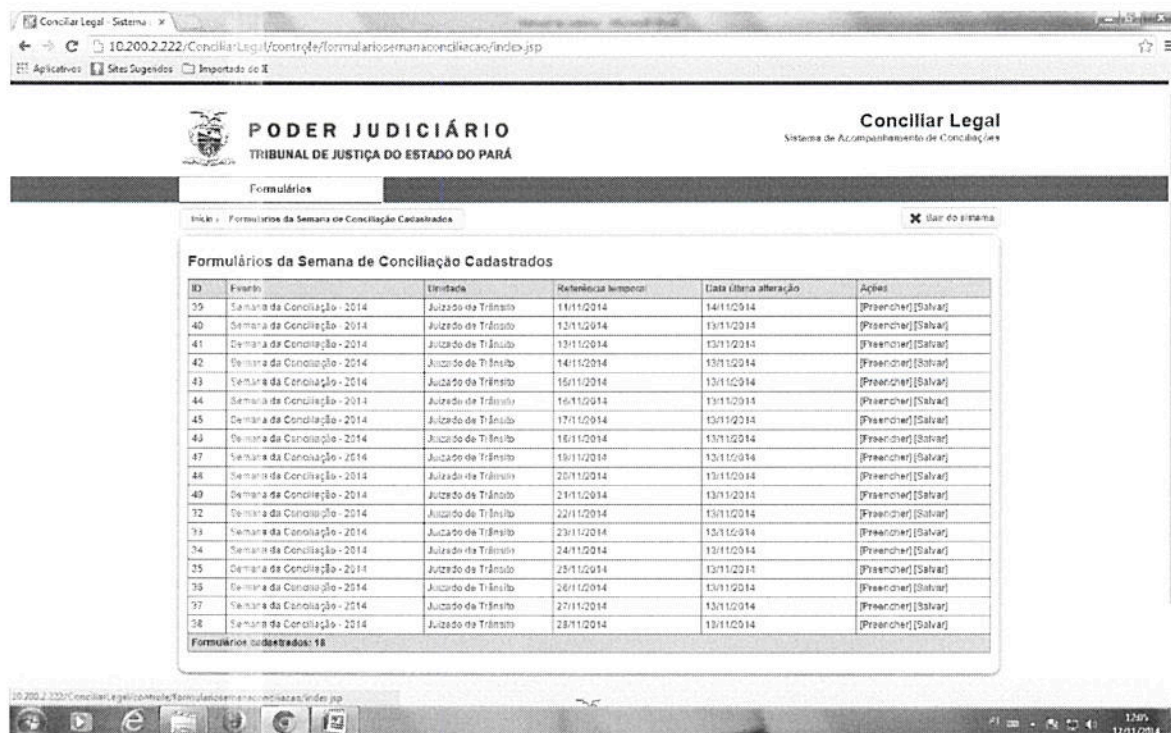 Conciliar Legal - Sistema
10.200.2.222/ConciliarLegal/controle/formulariosemanaconciliacao/index.jsp
Aplicativos Sites Sugeridos Importado do IE
PODER JUDICIÁRIO
TRIBUNAL DE JUSTIÇA DO ESTADO DO PARÁ
Conciliar Legal
Sistema de Acompanhamento de Conciliações
Formulários
Início Formulários da Semana de Conciliação Cadastrados
Sair do sistema
Formulários da Semana de Conciliação Cadastrados
ID Evento Unidade Referência temporal Data última alteração Ações
39 Semana da Conciliação - 2014 Juizado de Trânsito 11/11/2014 14/11/2014 [Preencher] [Salvar]
40 Semana da Conciliação - 2014 Juizado de Trânsito 12/11/2014 13/11/2014 [Preencher] [Salvar]
41 Semana da Conciliação - 2014 Juizado de Trânsito 13/11/2014 13/11/2014 [Preencher] [Salvar]
42 Semana da Conciliação - 2014 Juizado de Trânsito 14/11/2014 13/11/2014 [Preencher] [Salvar]
43 Semana da Conciliação - 2014 Juizado de Trânsito 15/11/2014 13/11/2014 [Preencher] [Salvar]
44 Semana da Conciliação - 2014 Juizado de Trânsito 16/11/2014 13/11/2014 [Preencher] [Salvar]
45 Semana da Conciliação - 2014 Juizado de Trânsito 17/11/2014 13/11/2014 [Preencher] [Salvar]
Semana da Conciliação - 2014 Juizado de Trânsito 18/11/2014 13/11/2014 [Preencher] [Salvar]
47 Semana da Conciliação - 2014 Juizado de Trânsito 19/11/2014 13/11/2014 [Preencher] [Salvar]
48 Semana da Conciliação - 2014 Juizado de Trânsito 20/11/2014 13/11/2014 [Preencher] [Salvar]
49 Semana da Conciliação - 2014 Juizado de Trânsito 21/11/2014 13/11/2014 [Preencher] [Salvar]
32 Semana da Conciliação - 2014 Juizado de Trânsito 22/11/2014 13/11/2014 [Preencher] [Salvar]
33 Semana da Conciliação - 2014 Juizado de Trânsito 23/11/2014 13/11/2014 [Preencher] [Salvar]
34 Semana da Conciliação - 2014 Juizado de Trânsito 24/11/2014 13/11/2014 [Preencher] [Salvar]
35 Semana da Conciliação - 2014 Juizado de Trânsito 25/11/2014 13/11/2014 [Preencher] [Salvar]
36 Semana da Conciliação - 2014 Juizado de Trânsito 26/11/2014 13/11/2014 [Preencher] [Salvar]
37 Semana da Conciliação - 2014 Juizado de Trânsito 27/11/2014 13/11/2014 [Preencher] [Salvar]
38 Semana da Conciliação - 2014 Juizado de Trânsito 28/11/2014 13/11/2014 [Preencher] [Salvar]
Formulários cadastrados: 18
10.200.2.222/ConciliarLegal/controle/formulariosemanaconciliacao/index.jsp
PT 12:05
17/11/2014